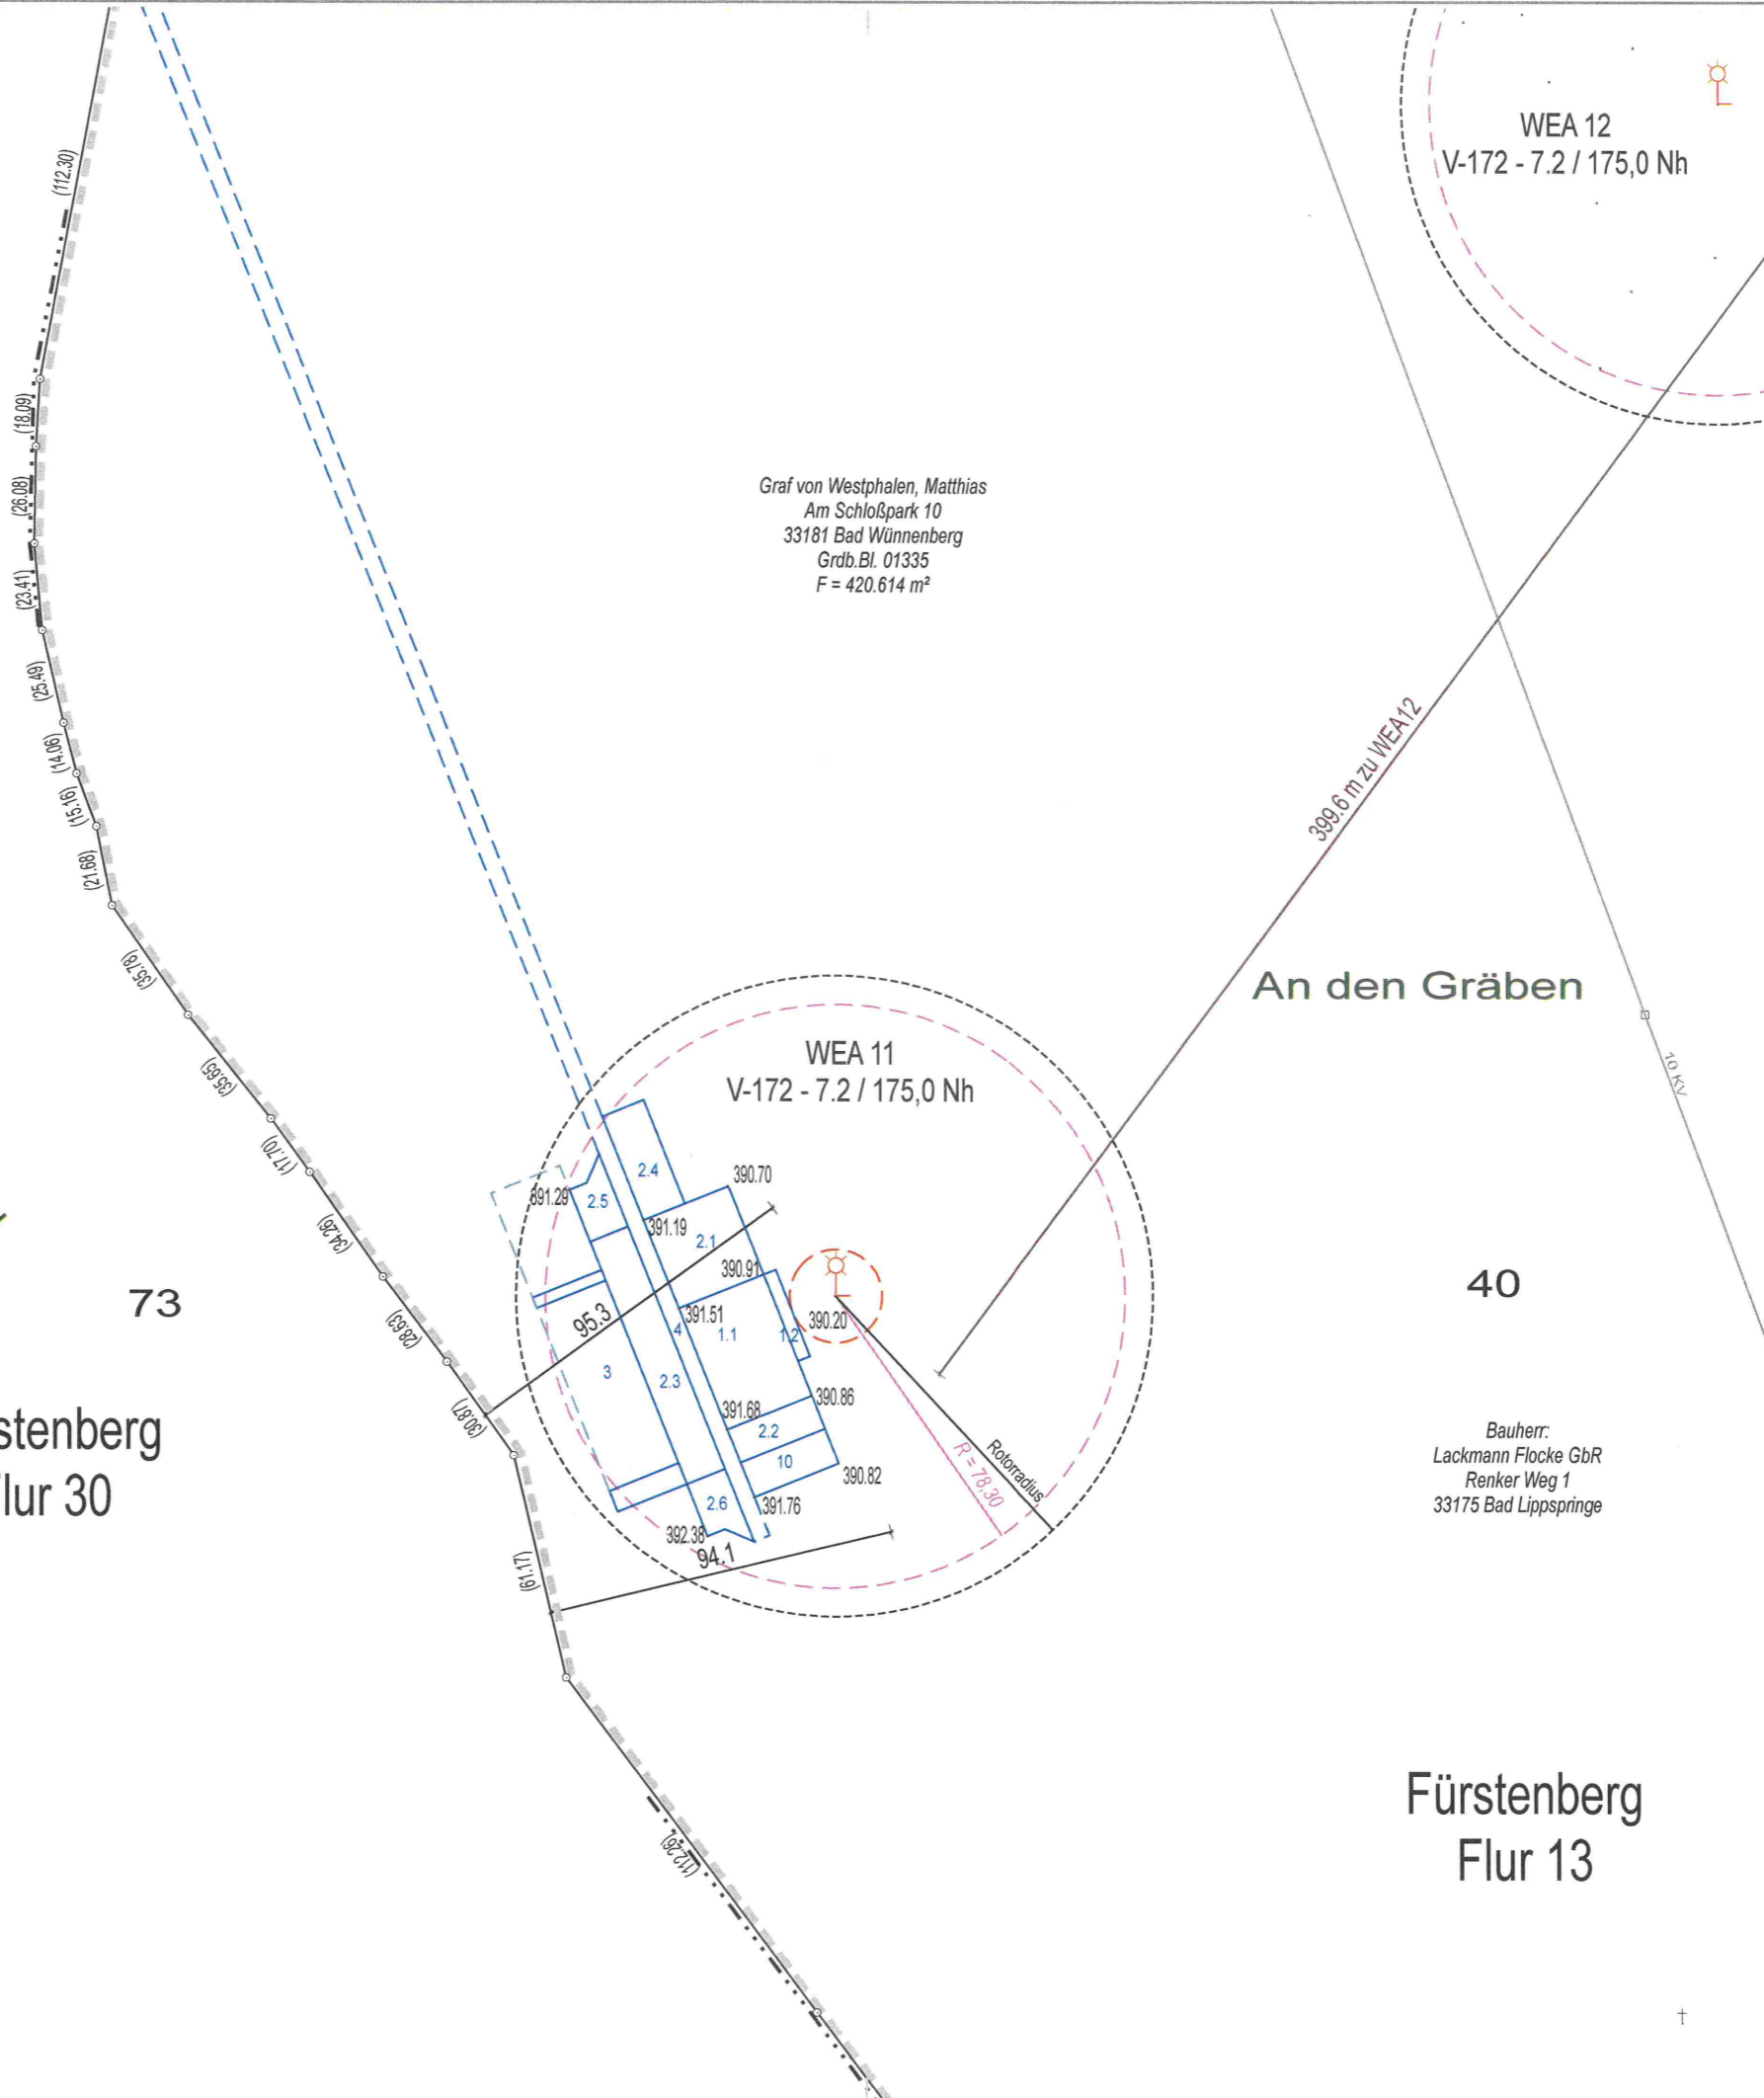 WEA 12
V-172 - 7.2 / 175,0 Nh
(112.30)
(18.09)
(26.08)
(23.41)
(25.49)
(14.06)
(15.16)
(21.68)
(35.78)
(35.65)
(17.70)
(34.26)
(28.63)
(30.87)
(61.17)
(112.26)
Graf von Westphalen, Matthias
Am Schloßpark 10
33181 Bad Wünnenberg
Grdb.Bl. 01335
F = 420.614 m²
399.6 m zu WEA12
An den Gräben
10 KV
WEA 11
V-172 - 7.2 / 175,0 Nh
2.4
390.70
391.29
2.5
391.19
2.1
390.91
95.3
391.51
4
1.1
1.2
390.20
3
2.3
391.68
390.86
2.2
10
390.82
2.6
391.76
392.38
94.1
R = 78,30
Rotorradius
73
40
stenberg
lur 30
Bauherr:
Lackmann Flocke GbR
Renker Weg 1
33175 Bad Lippspringe
Fürstenberg
Flur 13